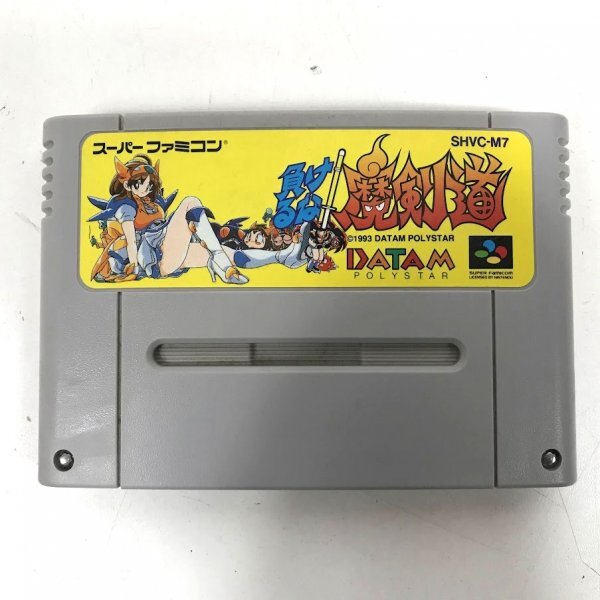 スーパーファミコン®
SHVC-M7
負けるな
魔剣道
©1993 DATAM POLYSTAR
DATAM
POLYSTAR
SUPER Famicom
LICENSED BY NINTENDO